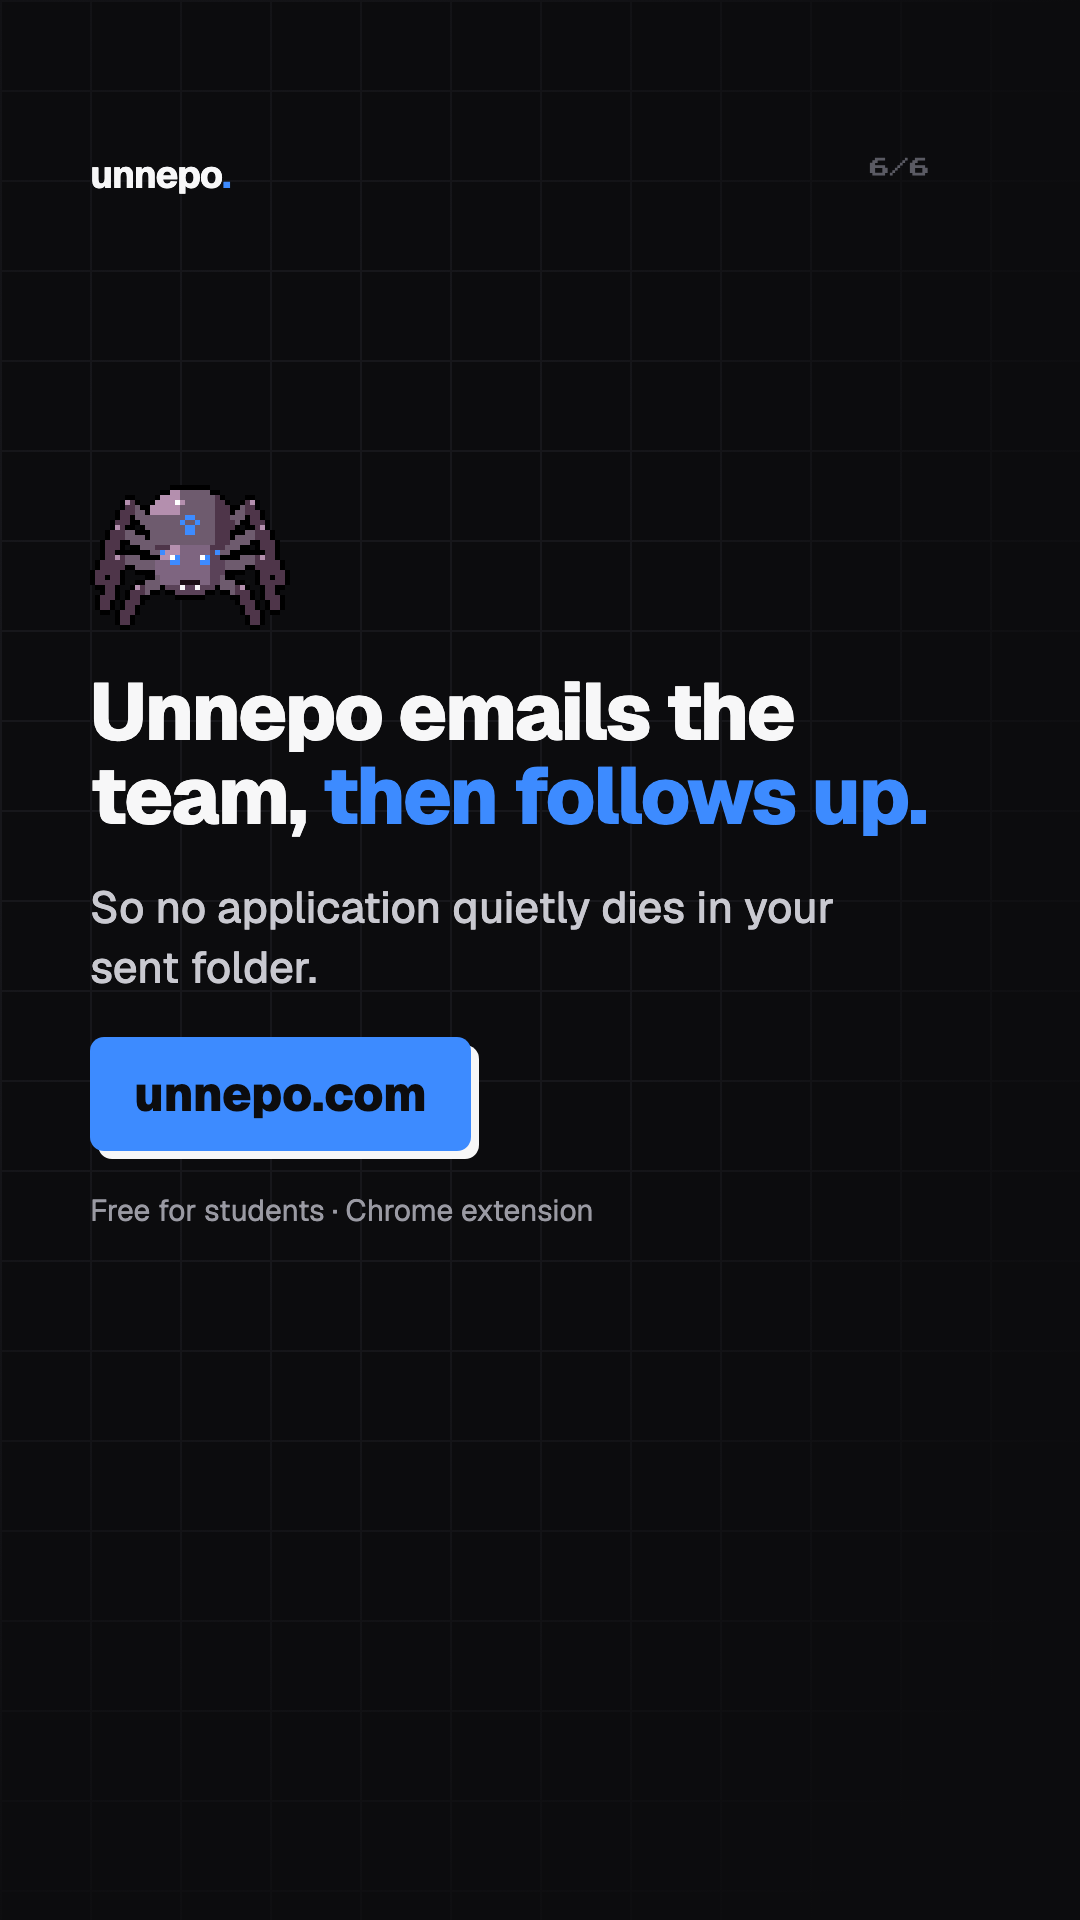 unnepo.
6/6
Unnepo emails the
team, then follows up.
So no application quietly dies in your
sent folder.
unnepo.com
Free for students · Chrome extension